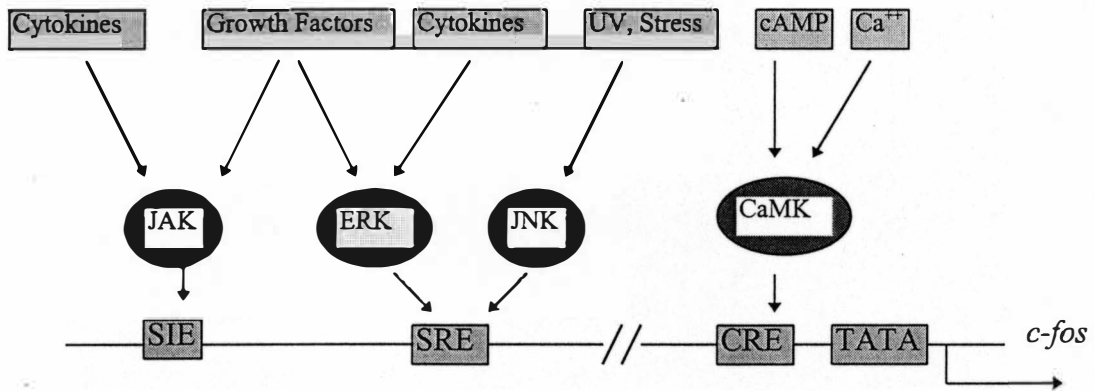 Cytokines Growth Factors Cytokines UV, Stress cAMP Ca++
JAK ERK JNK CaMK
SIE SRE // CRE TATA c-fos